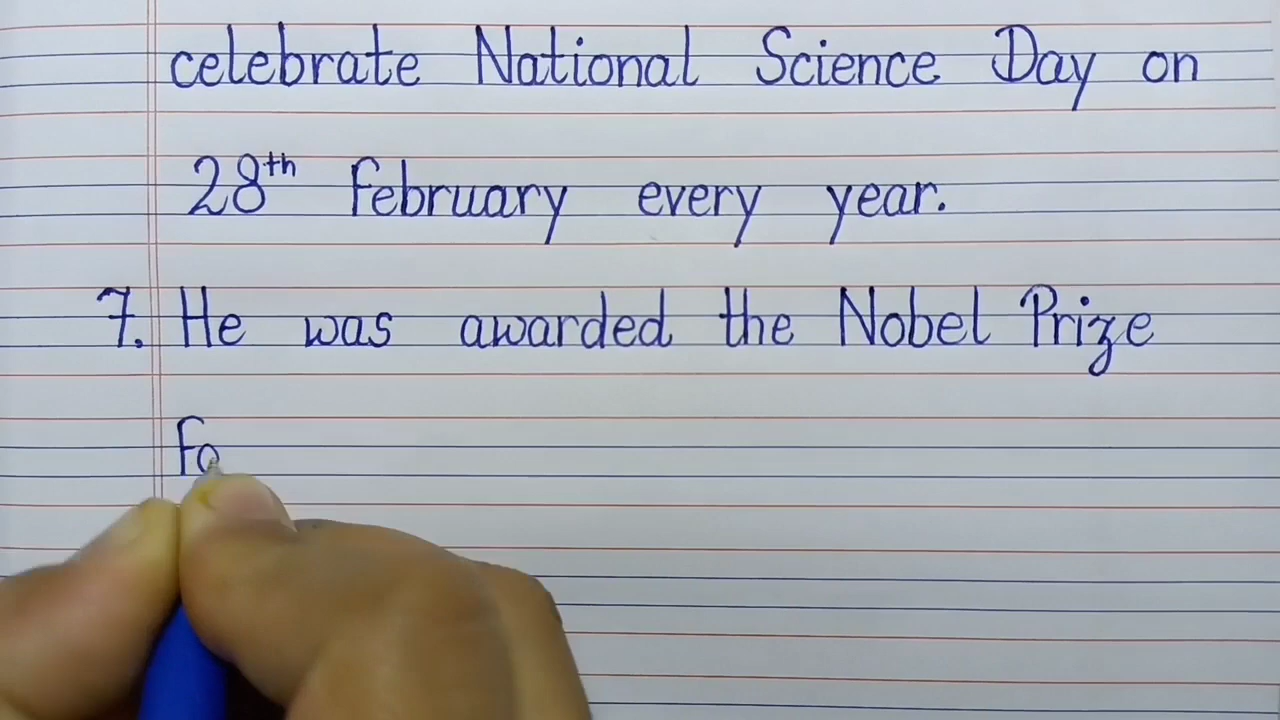 celebrate National Science Day on
28th February every year.
7. He was awarded the Nobel Prize
Fo